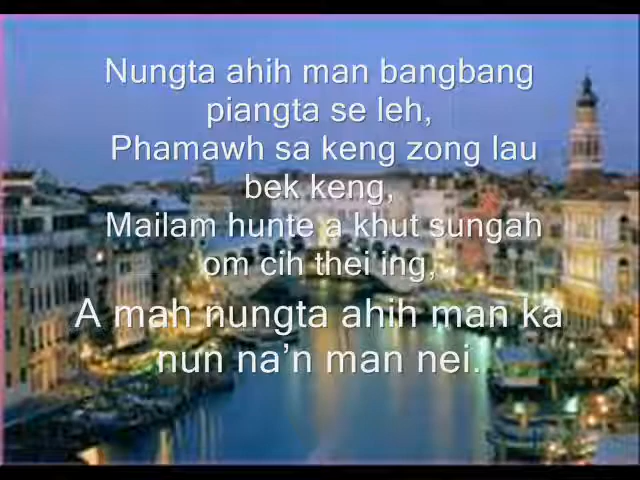 Nungta ahih man bangbang
piangta se leh,
Phamawh sa keng zong lau
bek keng,
Mailam hunte a khut sungah
om cih thei ing,
A mah nungta ahih man ka
nun na’n man nei.